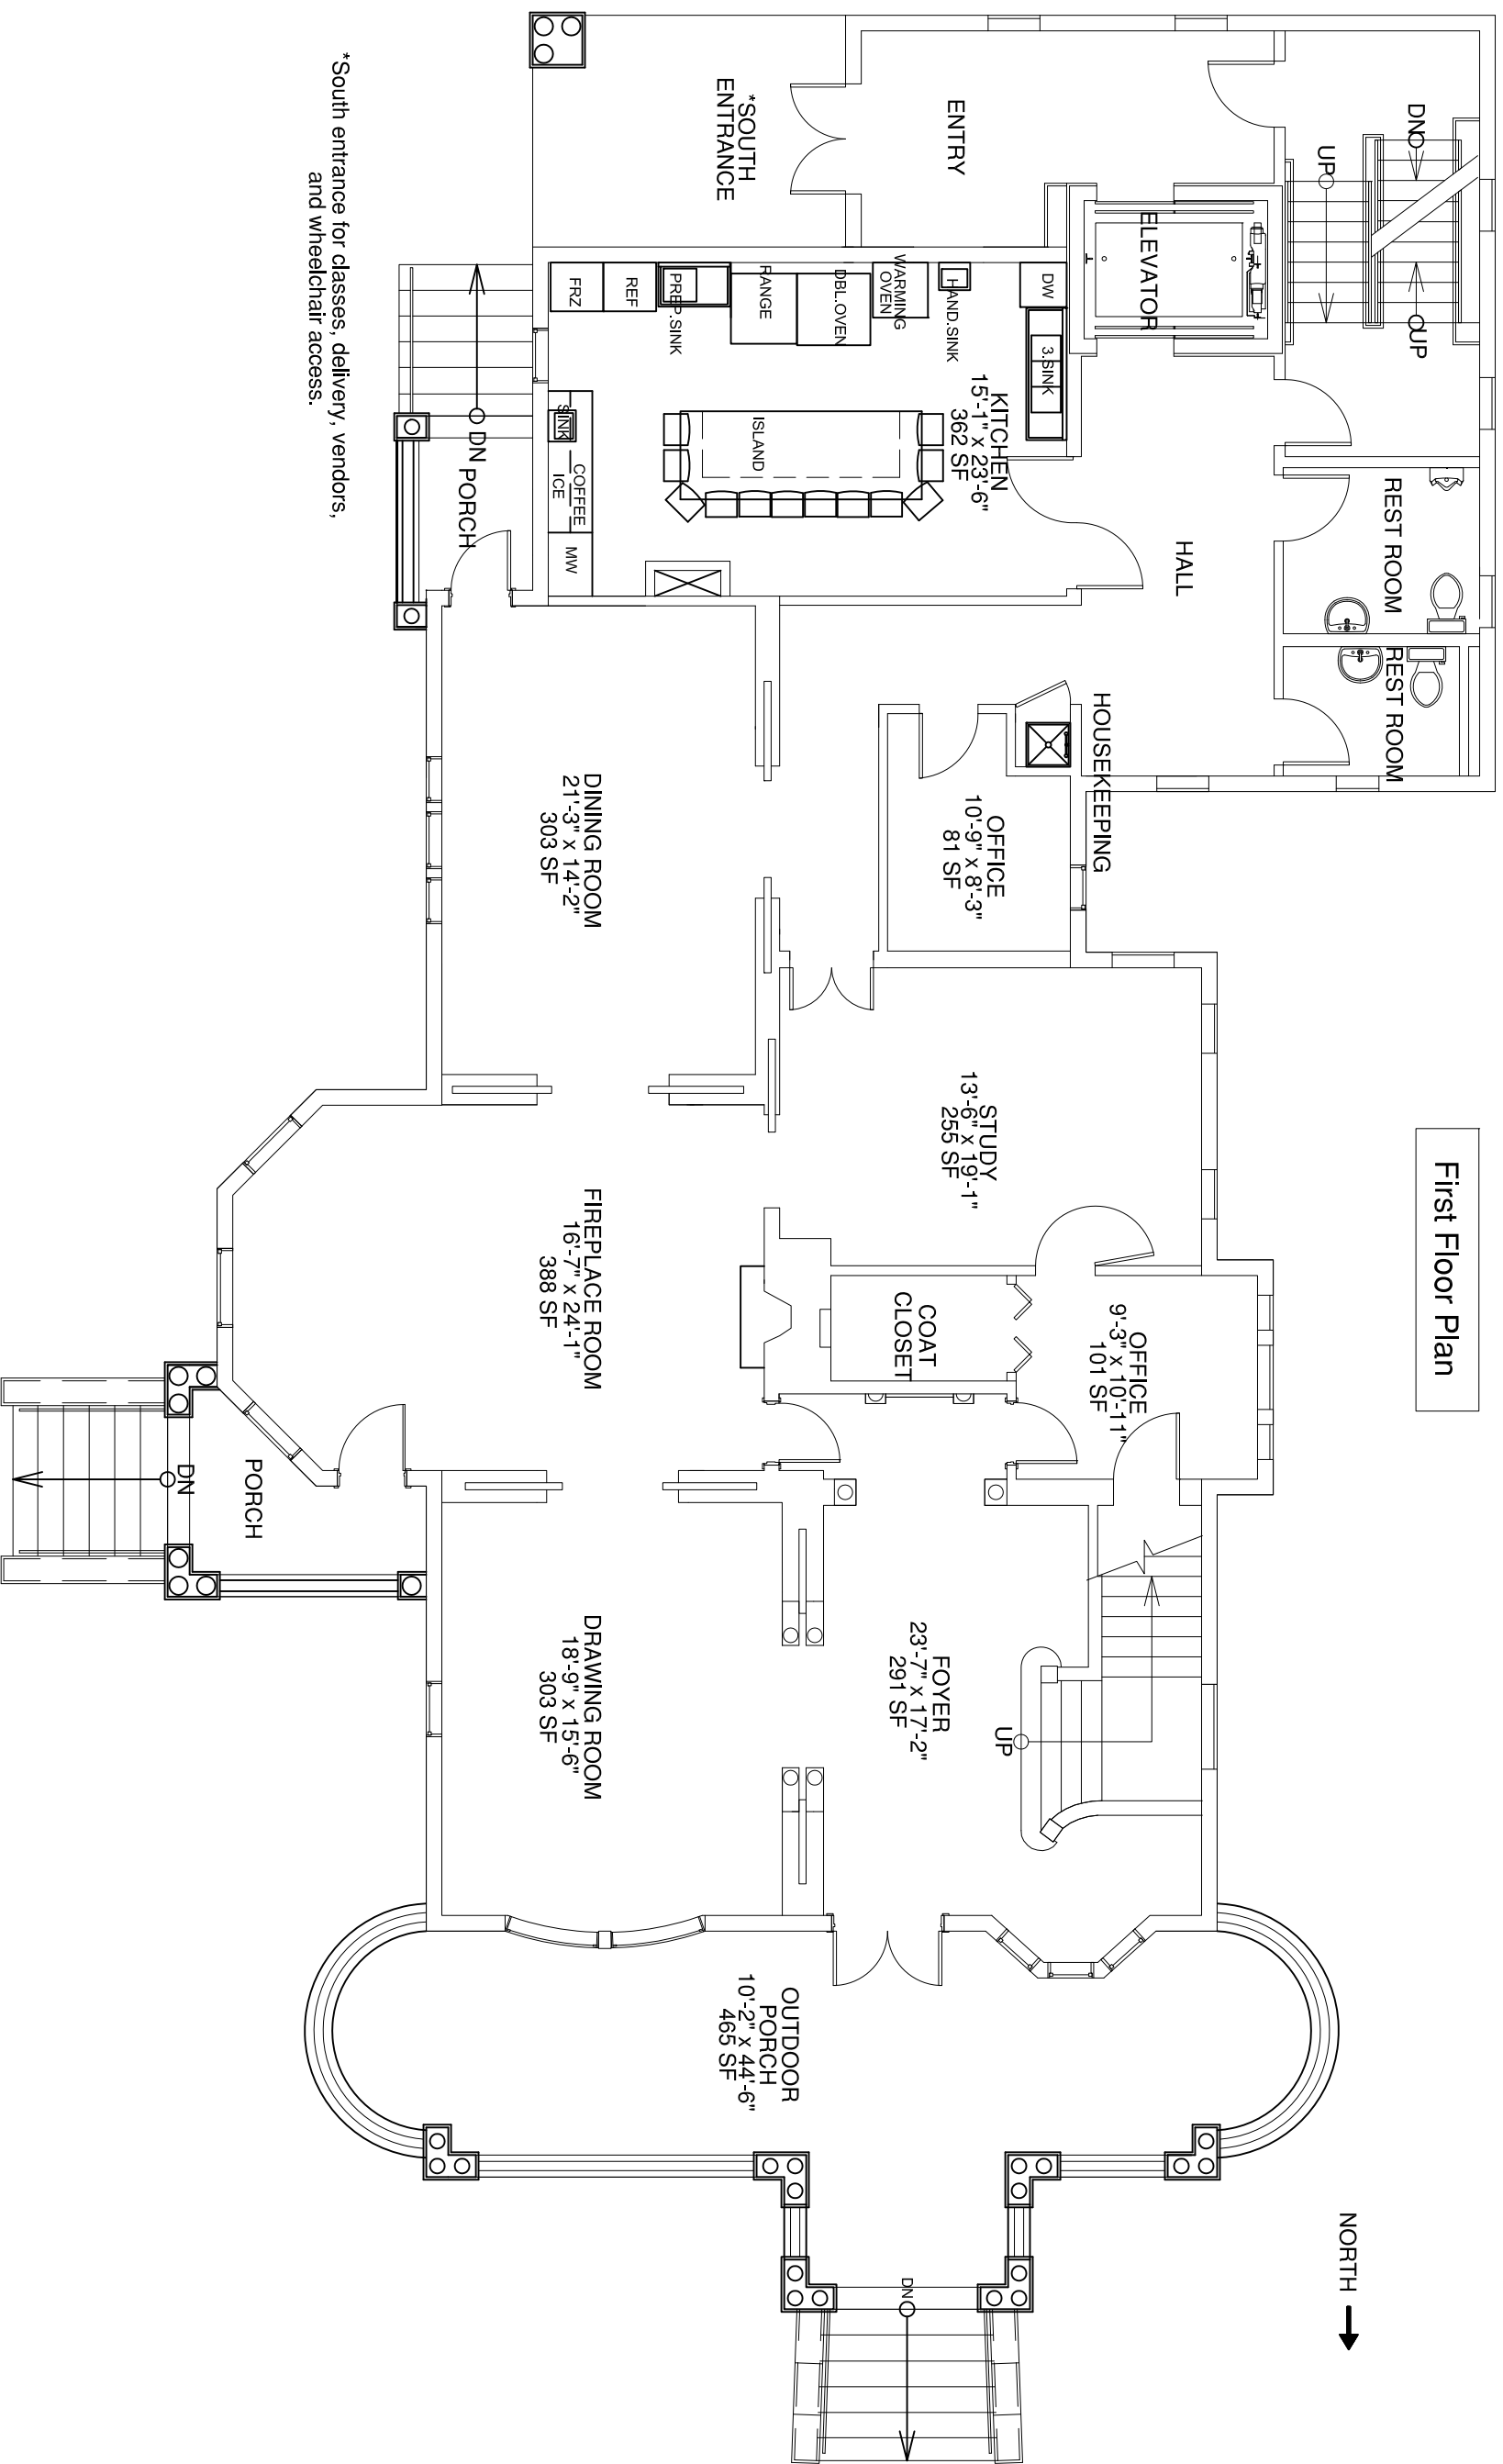 First Floor Plan
NORTH
*South entrance for classes, delivery, vendors,
and wheelchair access.
*SOUTH
ENTRANCE
ENTRY
DN
UP
UP
ELEVATOR
FRZ
REF
PREP.SINK
RANGE
DBL.OVEN
WARMING
OVEN
HAND.SINK
DW
3.SINK
KITCHEN
15'-1" x 23'-6"
362 SF
ISLAND
SINK
COFFEE
ICE
MW
DN
PORCH
HALL
REST ROOM
REST ROOM
HOUSEKEEPING
OFFICE
10'-9" x 8'-3"
81 SF
DINING ROOM
21'-3" x 14'-2"
303 SF
STUDY
13'-6" x 19'-1"
255 SF
FIREPLACE ROOM
16'-7" x 24'-1"
388 SF
COAT
CLOSET
OFFICE
9'-3" x 10'-11"
101 SF
PORCH
DN
DRAWING ROOM
18'-9" x 15'-6"
303 SF
FOYER
23'-7" x 17'-2"
291 SF
UP
OUTDOOR
PORCH
10'-2" x 44'-6"
465 SF
DN